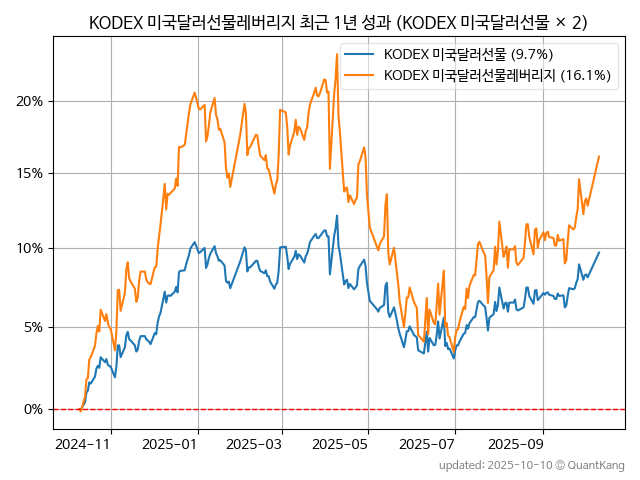 KODEX 미국달러선물레버리지 최근 1년 성과 (KODEX 미국달러선물 × 2)
KODEX 미국달러선물 (9.7%)
KODEX 미국달러선물레버리지 (16.1%)
20%
15%
10%
5%
0%
2024-11 2025-01 2025-03 2025-05 2025-07 2025-09
updated: 2025-10-10 © QuantKang